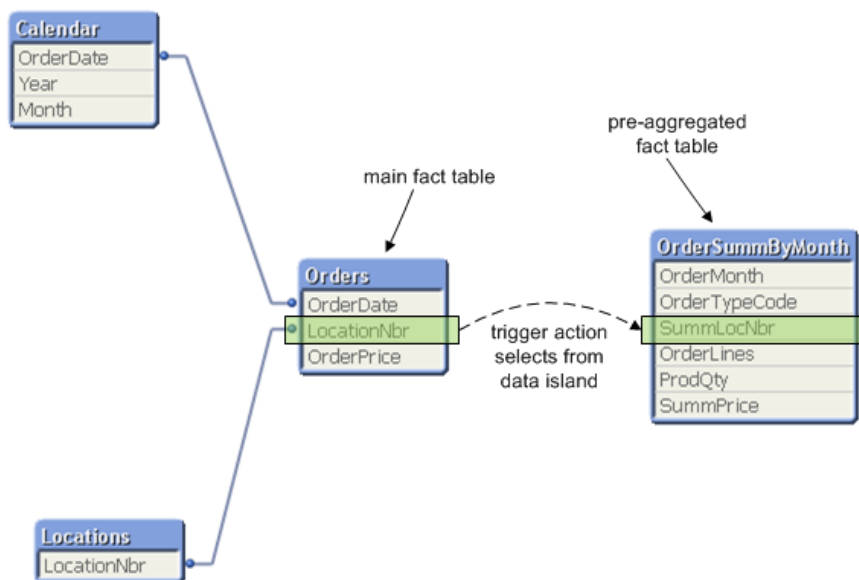 Calendar
OrderDate
Year
Month
pre-aggregated
fact table
main fact table
Orders
OrderDate
LocationNbr
OrderPrice
trigger action
selects from
data island
OrderSummByMonth
OrderMonth
OrderTypeCode
SummLocNbr
OrderLines
ProdQty
SummPrice
Locations
LocationNbr